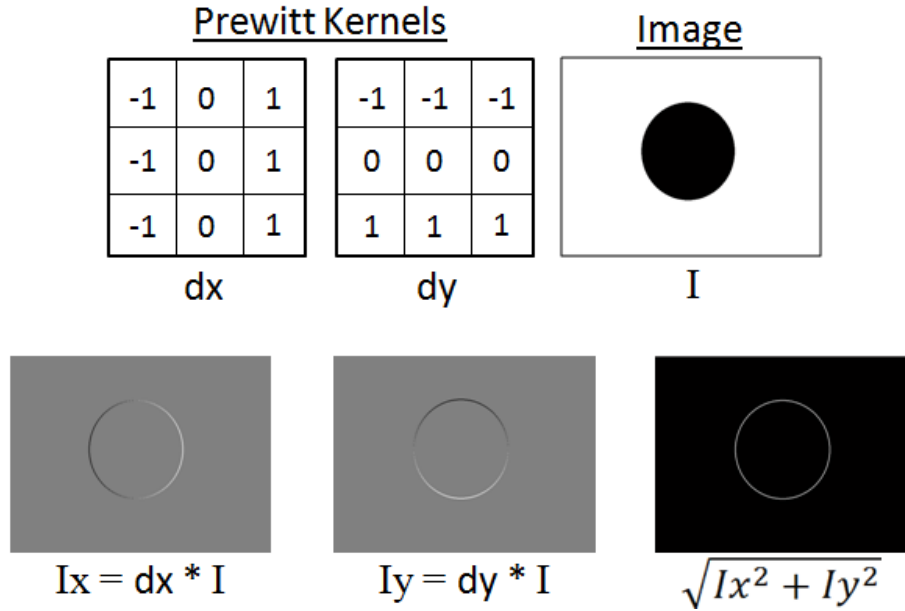 Prewitt Kernels
Image
-1 0 1
-1 0 1
-1 0 1
dx
-1 -1 -1
0 0 0
1 1 1
dy
I
Ix = dx * I
Iy = dy * I
√(Ix² + Iy²)